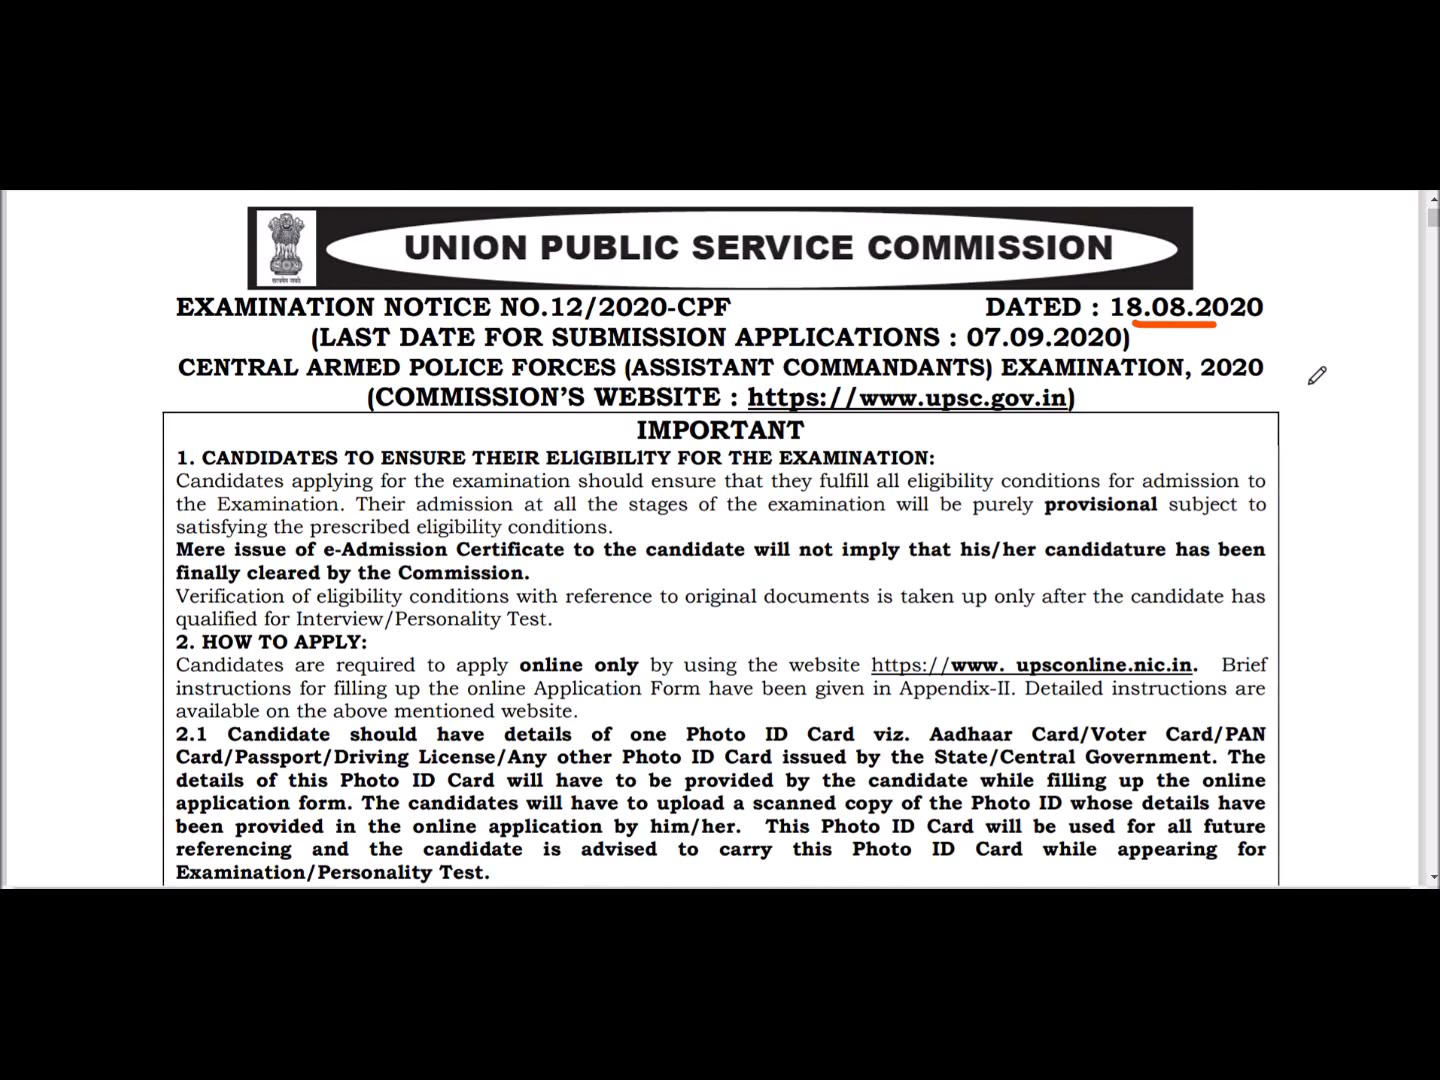 UNION PUBLIC SERVICE COMMISSION
सत्यमेव जयते
EXAMINATION NOTICE NO.12/2020-CPF DATED : 18.08.2020
(LAST DATE FOR SUBMISSION APPLICATIONS : 07.09.2020)
CENTRAL ARMED POLICE FORCES (ASSISTANT COMMANDANTS) EXAMINATION, 2020
(COMMISSION'S WEBSITE : https://www.upsc.gov.in)
IMPORTANT
1. CANDIDATES TO ENSURE THEIR ELIGIBILITY FOR THE EXAMINATION:
Candidates applying for the examination should ensure that they fulfill all eligibility conditions for admission to
the Examination. Their admission at all the stages of the examination will be purely provisional subject to
satisfying the prescribed eligibility conditions.
Mere issue of e-Admission Certificate to the candidate will not imply that his/her candidature has been
finally cleared by the Commission.
Verification of eligibility conditions with reference to original documents is taken up only after the candidate has
qualified for Interview/Personality Test.
2. HOW TO APPLY:
Candidates are required to apply online only by using the website https://www. upsconline.nic.in. Brief
instructions for filling up the online Application Form have been given in Appendix-II. Detailed instructions are
available on the above mentioned website.
2.1 Candidate should have details of one Photo ID Card viz. Aadhaar Card/Voter Card/PAN
Card/Passport/Driving License/Any other Photo ID Card issued by the State/Central Government. The
details of this Photo ID Card will have to be provided by the candidate while filling up the online
application form. The candidates will have to upload a scanned copy of the Photo ID whose details have
been provided in the online application by him/her. This Photo ID Card will be used for all future
referencing and the candidate is advised to carry this Photo ID Card while appearing for
Examination/Personality Test.